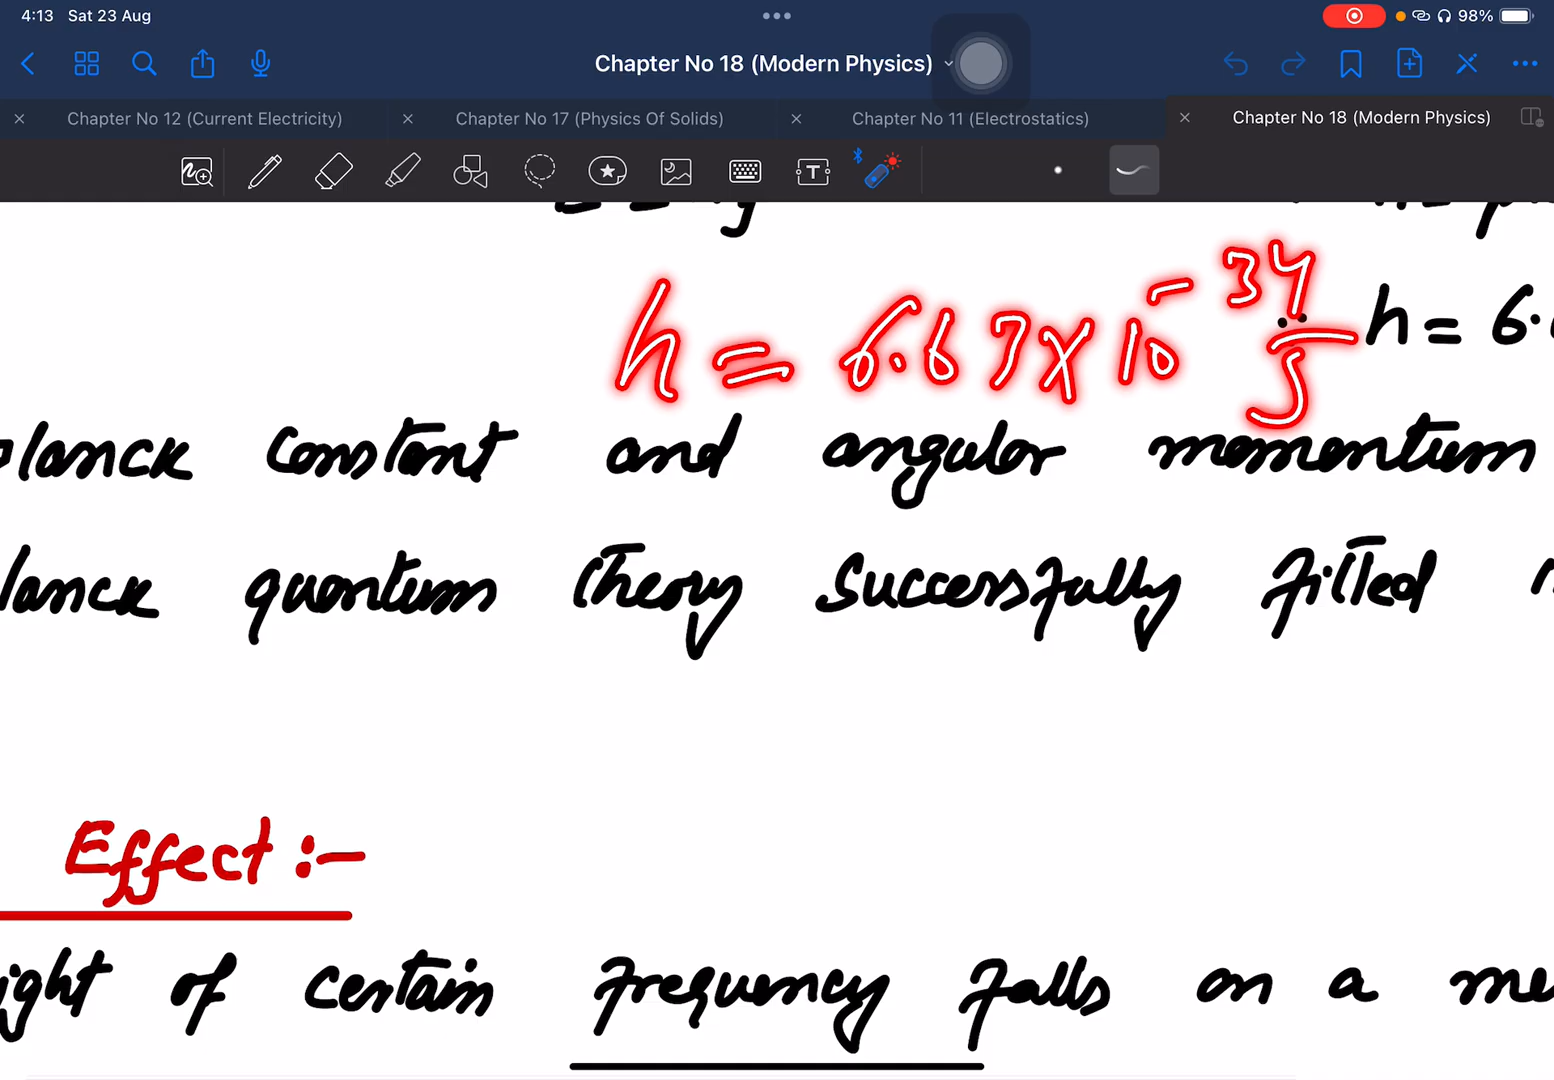 4:13 Sat 23 Aug 98%
Chapter No 18 (Modern Physics)
Chapter No 12 (Current Electricity) Chapter No 17 (Physics Of Solids) Chapter No 11 (Electrostatics) Chapter No 18 (Modern Physics)
h = 6.63 × 10⁻³⁴ J h = 6.
planck constant and angular momentum
lanck quantum theory successfully filled
Effect :-
ight of certain frequency falls on a me